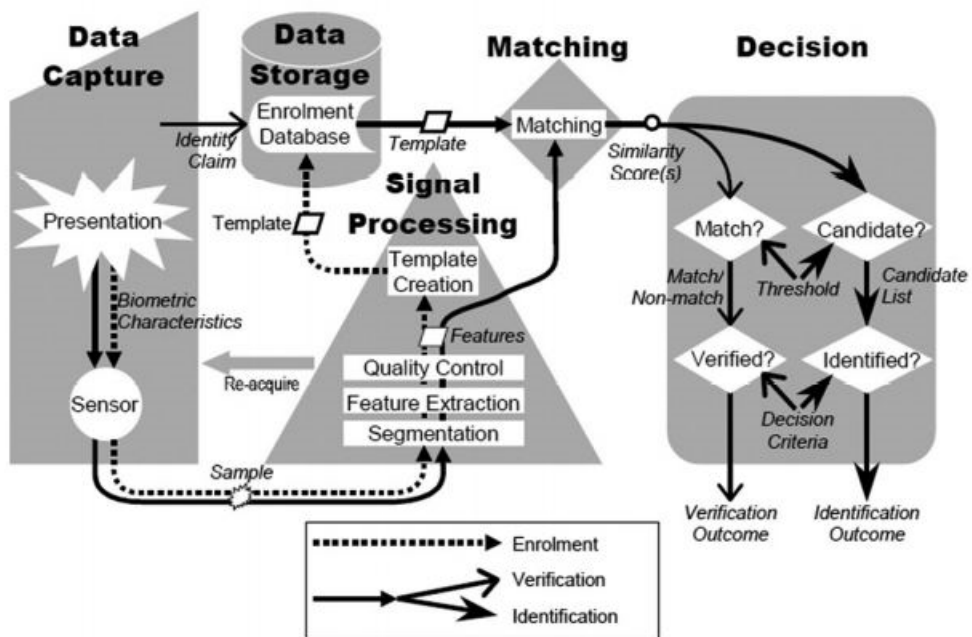 Data
Capture
Data
Storage
Matching
Decision
Identity
Claim
Enrolment
Database
Template
Matching
Similarity
Score(s)
Signal
Processing
Presentation
Template
Template
Creation
Match?
Candidate?
Biometric
Characteristics
Features
Match/
Non-match
Threshold
Candidate
List
Re-acquire
Quality Control
Verified?
Identified?
Sensor
Feature Extraction
Segmentation
Decision
Criteria
Sample
Verification
Outcome
Identification
Outcome
Enrolment
Verification
Identification